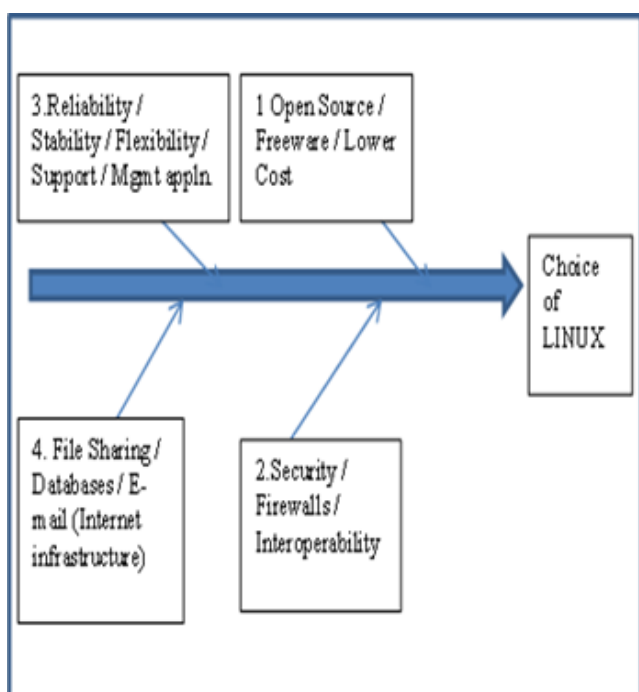 3.Reliability /
Stability / Flexibility /
Support / Mgmt appln.
1 Open Source /
Freeware / Lower
Cost
Choice
of
LINUX
4. File Sharing /
Databases / E-
mail (Internet
infrastructure)
2.Security /
Firewalls /
Interoperability